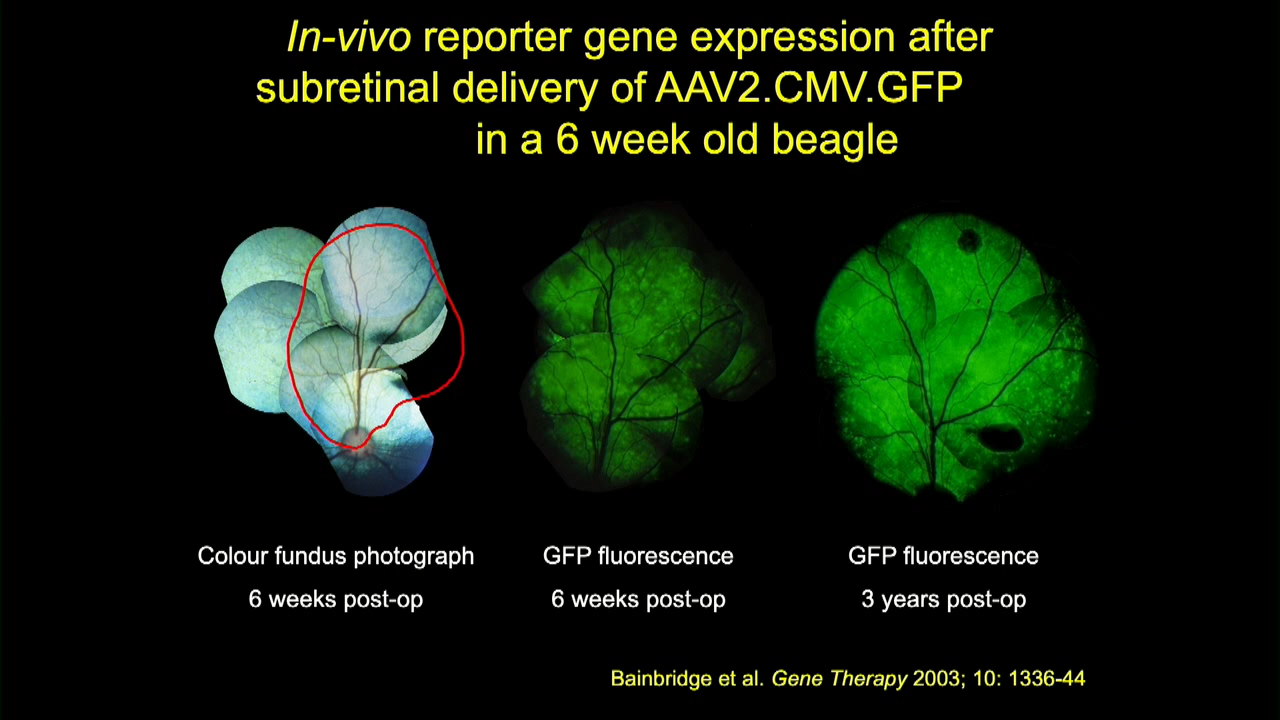 In-vivo reporter gene expression after
subretinal delivery of AAV2.CMV.GFP
in a 6 week old beagle
Colour fundus photograph
6 weeks post-op
GFP fluorescence
6 weeks post-op
GFP fluorescence
3 years post-op
Bainbridge et al. Gene Therapy 2003; 10: 1336-44